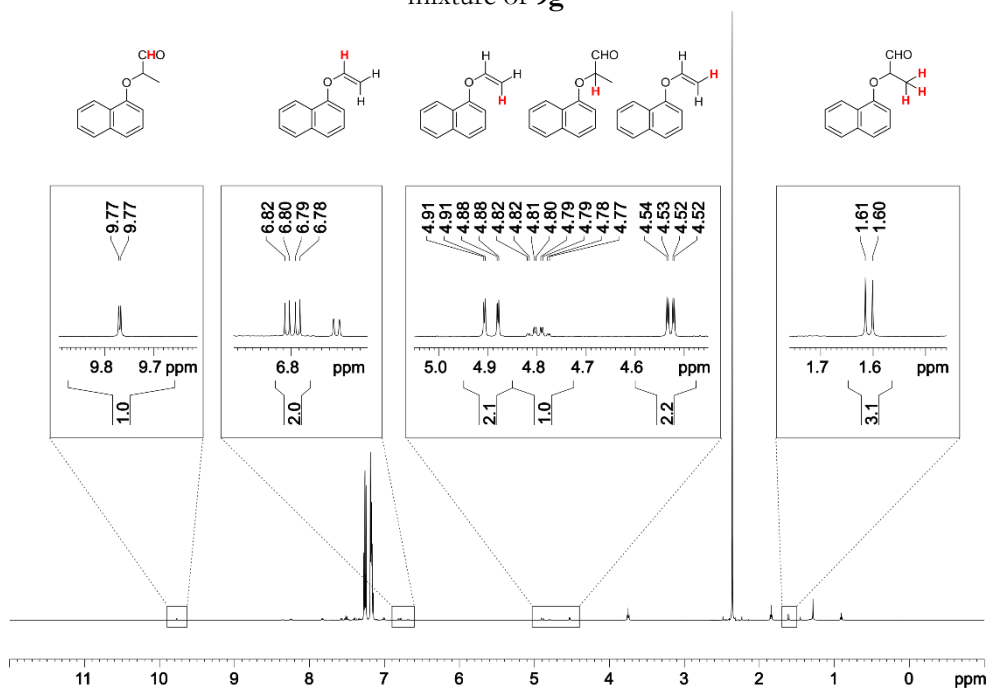 mixture of 9g
CHO
O
H
O
H
H
H
O
H
H
CHO
O
H
H
O
H
H
CHO
O
H
H
H
9.77
9.77
6.82
6.80
6.79
6.78
4.91
4.91
4.88
4.88
4.82
4.82
4.81
4.80
4.79
4.79
4.78
4.77
4.54
4.53
4.52
4.52
1.61
1.60
9.8 9.7 ppm
6.8 ppm
5.0 4.9 4.8 4.7 4.6 ppm
1.7 1.6 ppm
1.0
2.0
2.1 1.0 2.2
3.1
11 10 9 8 7 6 5 4 3 2 1 0 ppm